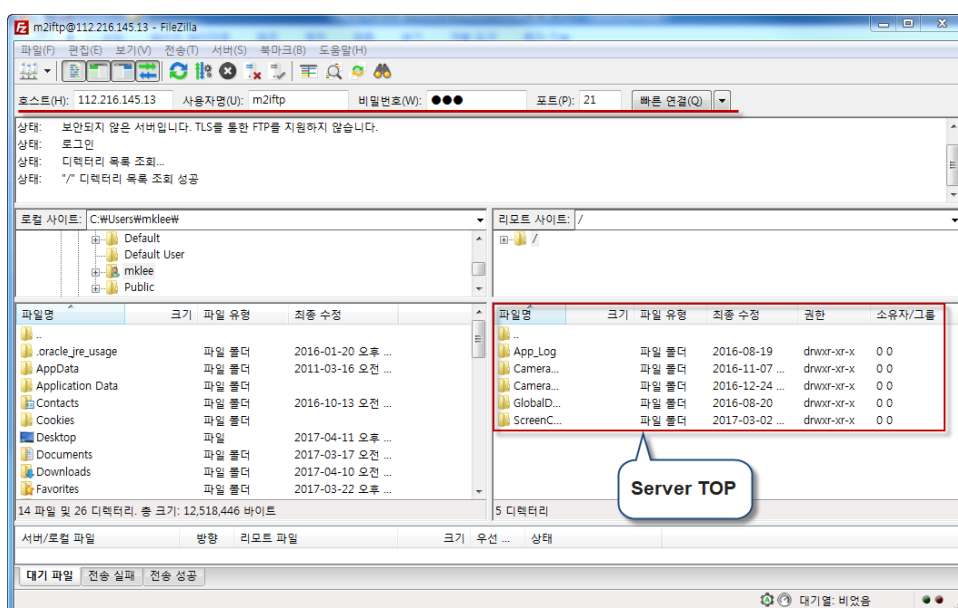 m2iftp@112.216.145.13 - FileZilla
파일(F) 편집(E) 보기(V) 전송(T) 서버(S) 북마크(B) 도움말(H)
호스트(H): 112.216.145.13 사용자명(U): m2iftp 비밀번호(W): ●●● 포트(P): 21 빠른 연결(Q)
상태: 보안되지 않은 서버입니다. TLS를 통한 FTP를 지원하지 않습니다.
상태: 로그인
상태: 디렉터리 목록 조회...
상태: "/" 디렉터리 목록 조회 성공
로컬 사이트: C:₩Users₩mklee₩
리모트 사이트: /
Default
Default User
mklee
Public
/
파일명 크기 파일 유형 최종 수정
..
.oracle_jre_usage 파일 폴더 2016-01-20 오후 ...
AppData 파일 폴더 2011-03-16 오전 ...
Application Data 파일 폴더
Contacts 파일 폴더 2016-10-13 오전 ...
Cookies 파일 폴더
Desktop 파일 2017-04-11 오후 ...
Documents 파일 폴더 2017-03-17 오전 ...
Downloads 파일 폴더 2017-04-10 오전 ...
Favorites 파일 폴더 2017-03-22 오후 ...
14 파일 및 26 디렉터리. 총 크기: 12,518,446 바이트
파일명 크기 파일 유형 최종 수정 권한 소유자/그룹
..
App_Log 파일 폴더 2016-08-19 drwxr-xr-x 0 0
Camera... 파일 폴더 2016-11-07 ... drwxr-xr-x 0 0
Camera... 파일 폴더 2016-12-24 ... drwxr-xr-x 0 0
GlobalD... 파일 폴더 2016-08-20 drwxr-xr-x 0 0
ScreenC... 파일 폴더 2017-03-02 ... drwxr-xr-x 0 0
Server TOP
5 디렉터리
서버/로컬 파일 방향 리모트 파일 크기 우선 ... 상태
대기 파일 전송 실패 전송 성공
대기열: 비었음